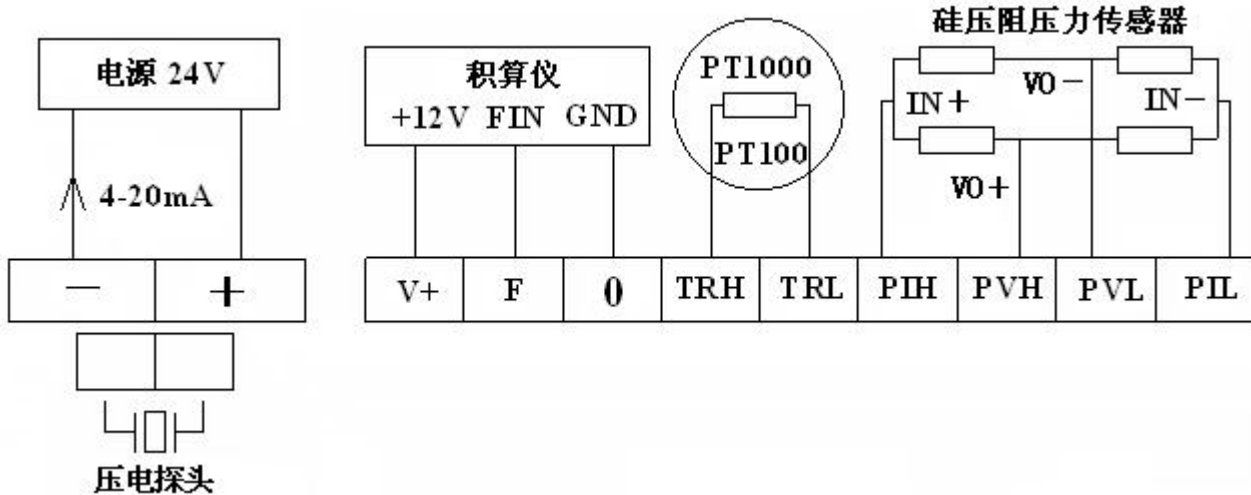 硅压阻压力传感器
电源 24V
积算仪
+12V FIN GND
PT1000
PT100
IN+
VO-
IN-
VO+
4-20mA
— +
V+ F 0 TRH TRL PIH PVH PVL PIL
压电探头